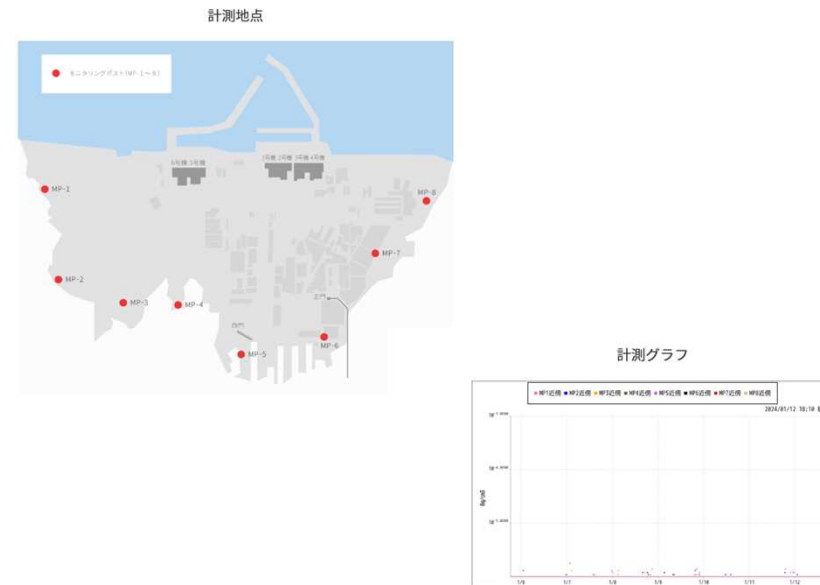 計測地点
モニタリングポスト(MP-1～8)
6号機 5号機
1号機 2号機 3号機 4号機
MP-1
MP-8
MP-7
MP-2
MP-3
MP-4
正門
西門
MP-6
MP-5
計測グラフ
MP1近傍 MP2近傍 MP3近傍 MP4近傍 MP5近傍 MP6近傍 MP7近傍 MP8近傍
2024/01/12 18:10
Bq/cm3
1/6 1/7 1/8 1/9 1/10 1/11 1/12